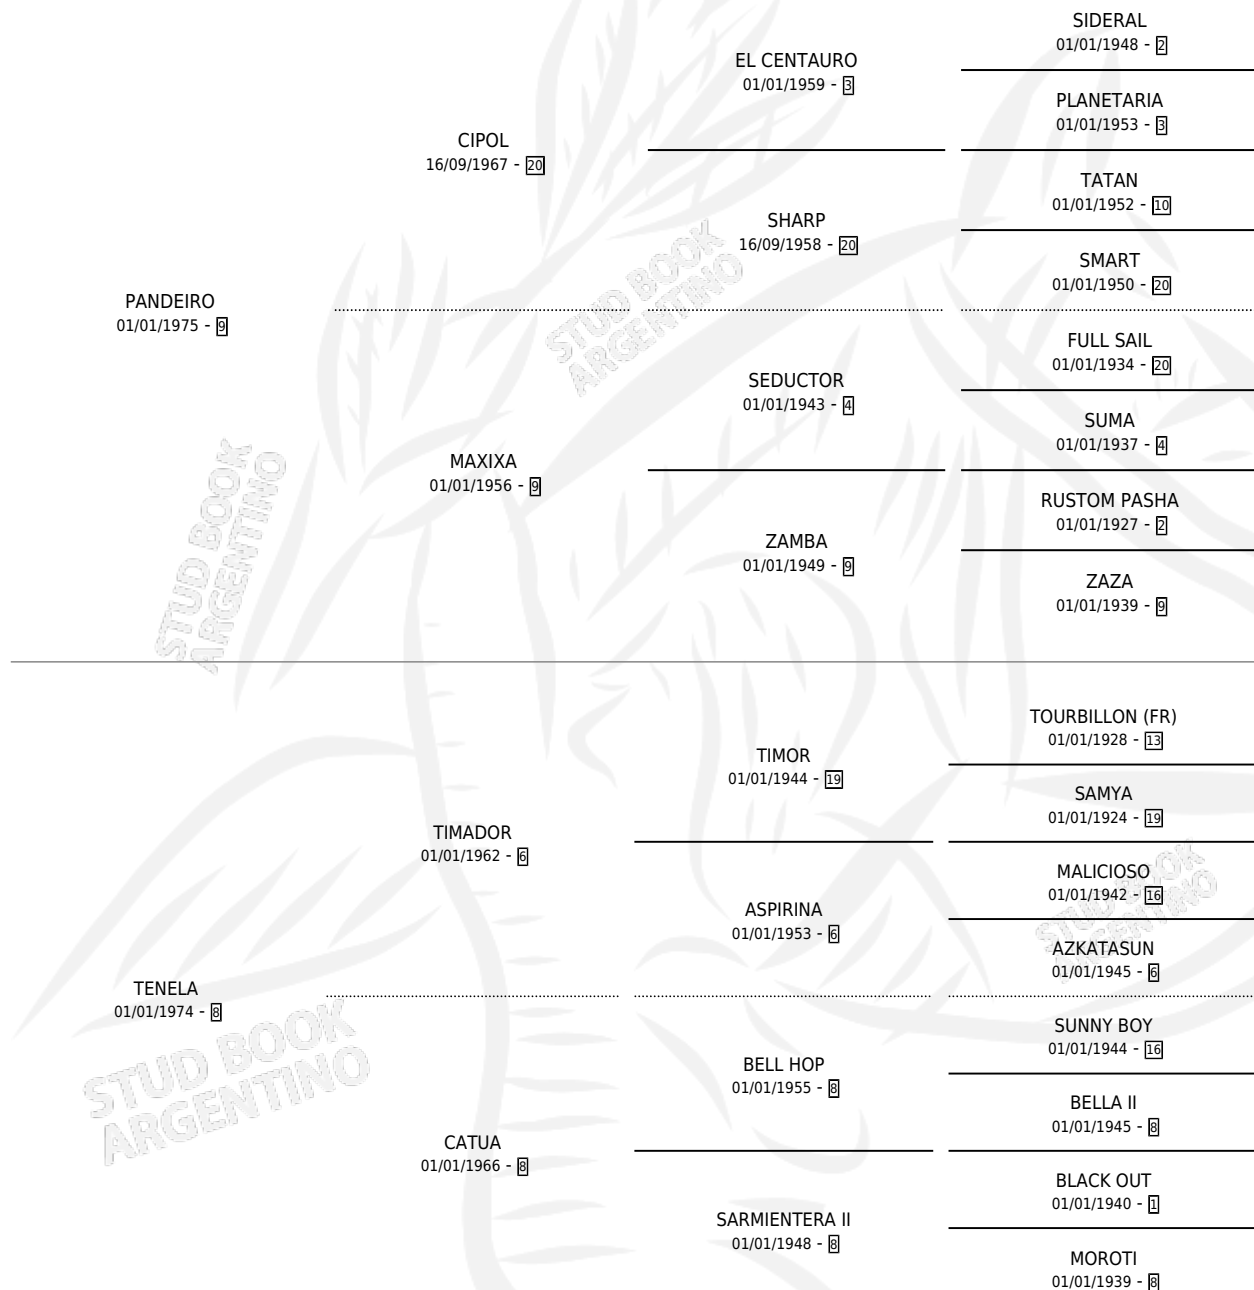 SIDERAL
01/01/1948 - 2
EL CENTAURO
01/01/1959 - 3
PLANETARIA
01/01/1953 - 3
CIPOL
16/09/1967 - 20
TATAN
01/01/1952 - 10
SHARP
16/09/1958 - 20
SMART
01/01/1950 - 20
PANDEIRO
01/01/1975 - 9
FULL SAIL
01/01/1934 - 20
SEDUCTOR
01/01/1943 - 4
SUMA
01/01/1937 - 4
MAXIXA
01/01/1956 - 9
RUSTOM PASHA
01/01/1927 - 2
ZAMBA
01/01/1949 - 9
ZAZA
01/01/1939 - 9
STUD BOOK
ARGENTINO
STUD BOOK
ARGENTINO
TOURBILLON (FR)
01/01/1928 - 13
TIMOR
01/01/1944 - 19
SAMYA
01/01/1924 - 19
TIMADOR
01/01/1962 - 6
MALICIOSO
01/01/1942 - 16
ASPIRINA
01/01/1953 - 6
AZKATASUN
01/01/1945 - 6
STUD BOOK
ARGENTINO
TENELA
01/01/1974 - 8
SUNNY BOY
01/01/1944 - 16
BELL HOP
01/01/1955 - 8
BELLA II
01/01/1945 - 8
CATUA
01/01/1966 - 8
BLACK OUT
01/01/1940 - 1
SARMIENTERA II
01/01/1948 - 8
MOROTI
01/01/1939 - 8
STUD BOOK
ARGENTINO